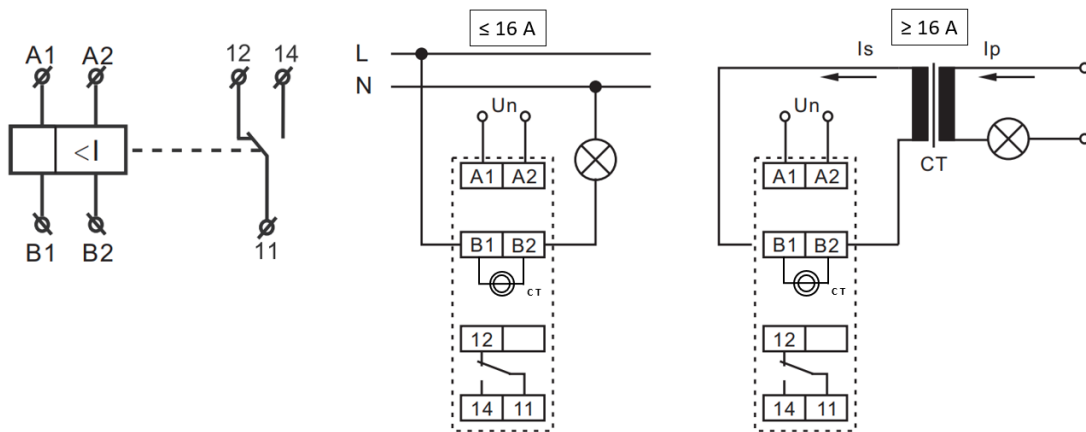 A1 A2 12 14
<I
B1 B2 11
≤ 16 A
L
N
Un
A1 A2
B1 B2
CT
12
14 11
≥ 16 A
Is Ip
Un
CT
A1 A2
B1 B2
CT
12
14 11